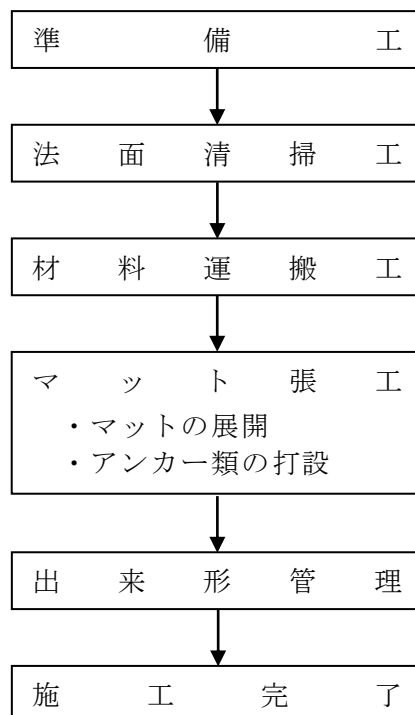 準備工
法面清掃工
材料運搬工
マット張工
・マットの展開
・アンカー類の打設
出来形管理
施工完了